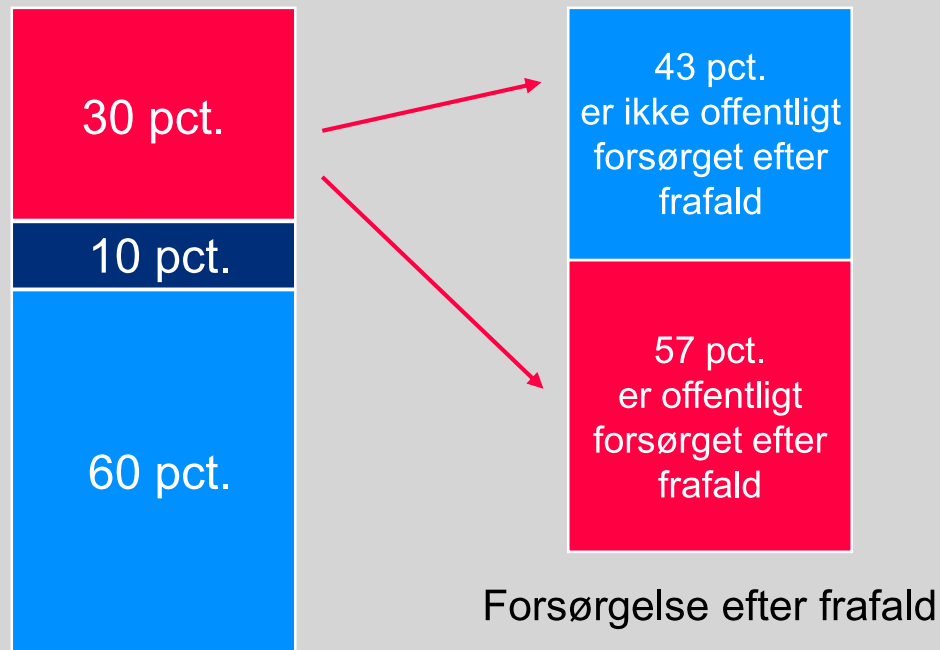 30 pct.
10 pct.
60 pct.
43 pct.
er ikke offentligt
forsørget efter
frafald
57 pct.
er offentligt
forsørget efter
frafald
Forsørgelse efter frafald